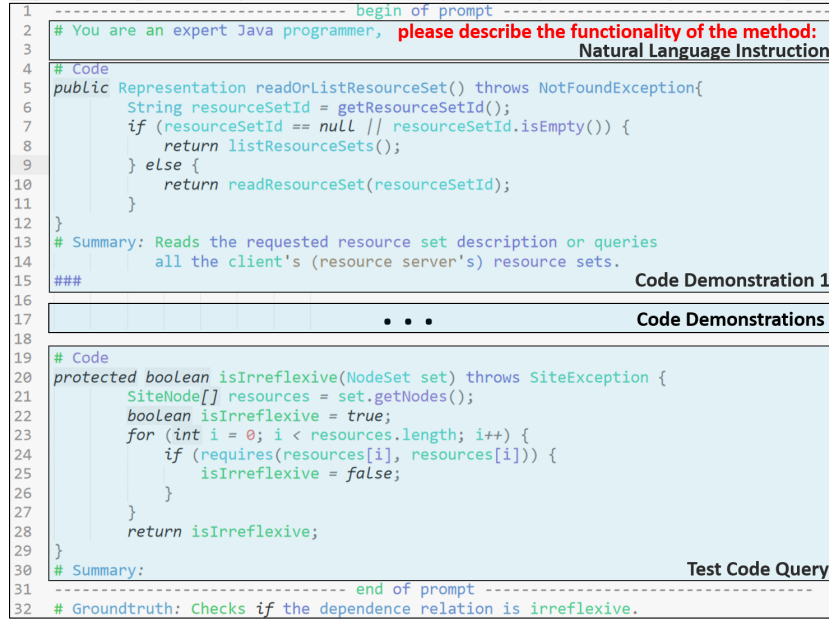 1 ---------------------------- begin of prompt ----------------------------
2 # You are an expert Java programmer, please describe the functionality of the method:
3 Natural Language Instruction
4 # Code
5 public Representation readOrListResourceSet() throws NotFoundException{
6 String resourceSetId = getResourceSetId();
7 if (resourceSetId == null || resourceSetId.isEmpty()) {
8 return listResourceSets();
9 } else {
10 return readResourceSet(resourceSetId);
11 }
12 }
13 # Summary: Reads the requested resource set description or queries
14 all the client's (resource server's) resource sets.
15 ### Code Demonstration 1
16
17 ... Code Demonstrations
18
19 # Code
20 protected boolean isIrreflexive(NodeSet set) throws SiteException {
21 SiteNode[] resources = set.getNodes();
22 boolean isIrreflexive = true;
23 for (int i = 0; i < resources.length; i++) {
24 if (requires(resources[i], resources[i])) {
25 isIrreflexive = false;
26 }
27 }
28 return isIrreflexive;
29 }
30 # Summary: Test Code Query
31 ---------------------------- end of prompt ----------------------------
32 # Groundtruth: Checks if the dependence relation is irreflexive.